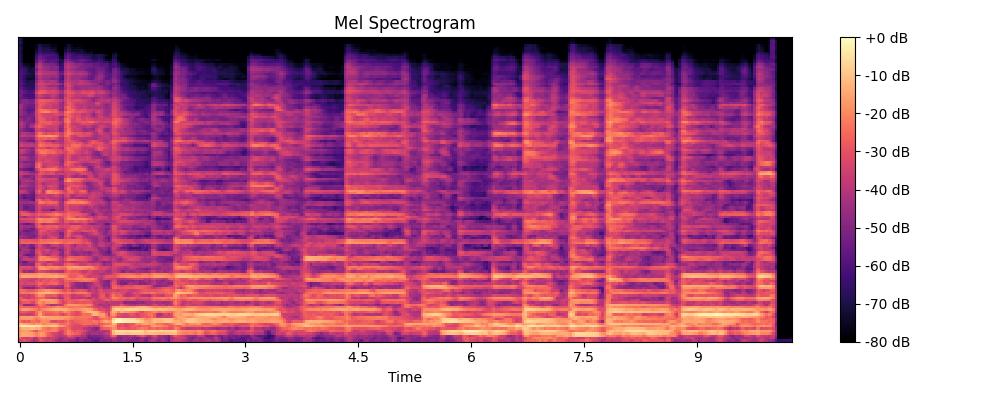 Mel Spectrogram
+0 dB
-10 dB
-20 dB
-30 dB
-40 dB
-50 dB
-60 dB
-70 dB
-80 dB
0 1.5 3 4.5 6 7.5 9
Time